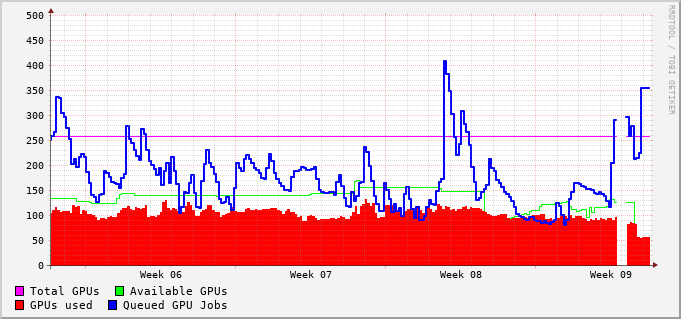 500
450
400
350
300
250
200
150
100
50
0
Week 06 Week 07 Week 08 Week 09
Total GPUs Available GPUs
GPUs used Queued GPU Jobs
RRDTOOL / TOBI OETIKER